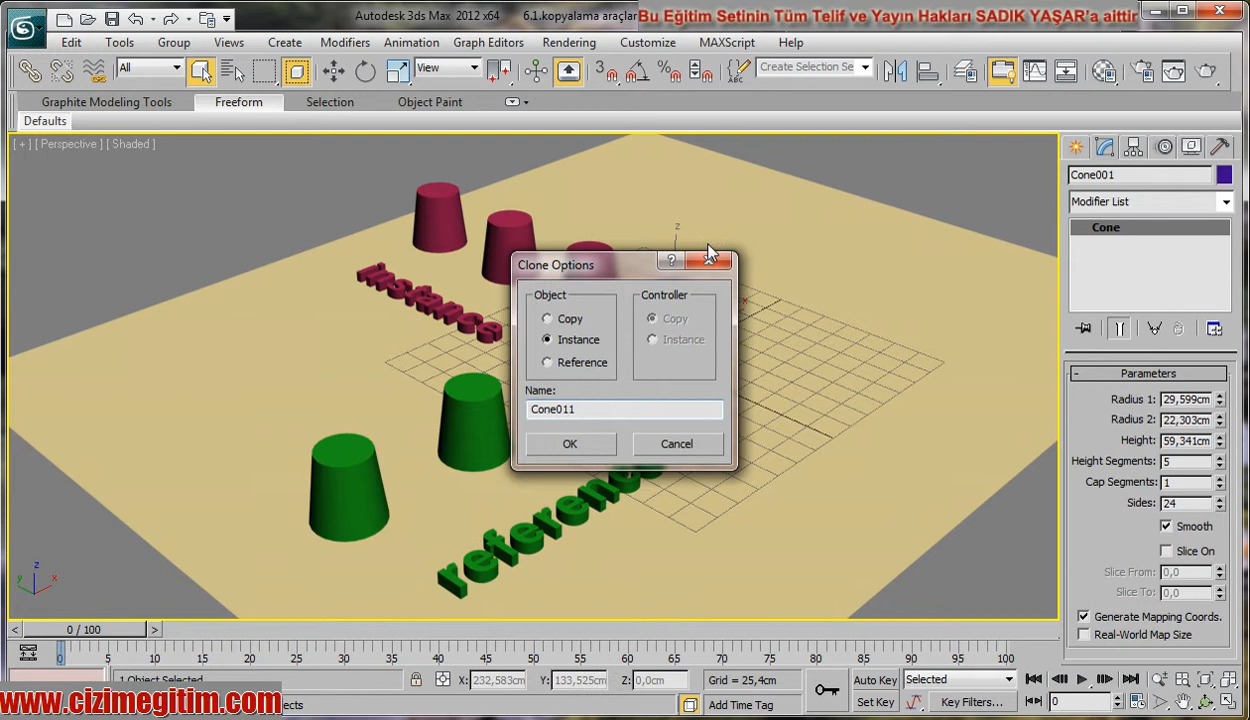 Autodesk 3ds Max 2012 x64
6.1.kopyalama araçlar
Bu Eğitim Setinin Tüm Telif ve Yayın Hakları SADIK YAŞAR'a aittir
Edit Tools Group Views Create Modifiers Animation Graph Editors Rendering Customize MAXScript Help
All
View
3
ABC
Create Selection Se
Graphite Modeling Tools Freeform Selection Object Paint
Defaults
[ + ] [ Perspective ] [ Shaded ]
Cone001
Modifier List
Cone
instance
reference
z
x
Clone Options
?
Object
Controller
Copy
Copy
Instance
Instance
Reference
Name:
Cone011
OK
Cancel
- Parameters
Radius 1: 29,599cm
Radius 2: 22,303cm
Height: 59,341cm
Height Segments: 5
Cap Segments: 1
Sides: 24
Smooth
Slice On
Slice From: 0,0
Slice To: 0,0
Generate Mapping Coords.
Real-World Map Size
z
y
x
< 0 / 100 >
0 5 10 15 20 25 30 35 40 45 50 55 60 65 70 75 80 85 90 95 100
1 Object Selected
X: 232,583cm
Y: 133,525cm
Z: 0,0cm
Grid = 25,4cm
Auto Key
Selected
www.cizimegitim.com
ects
Add Time Tag
Set Key
Key Filters...
0